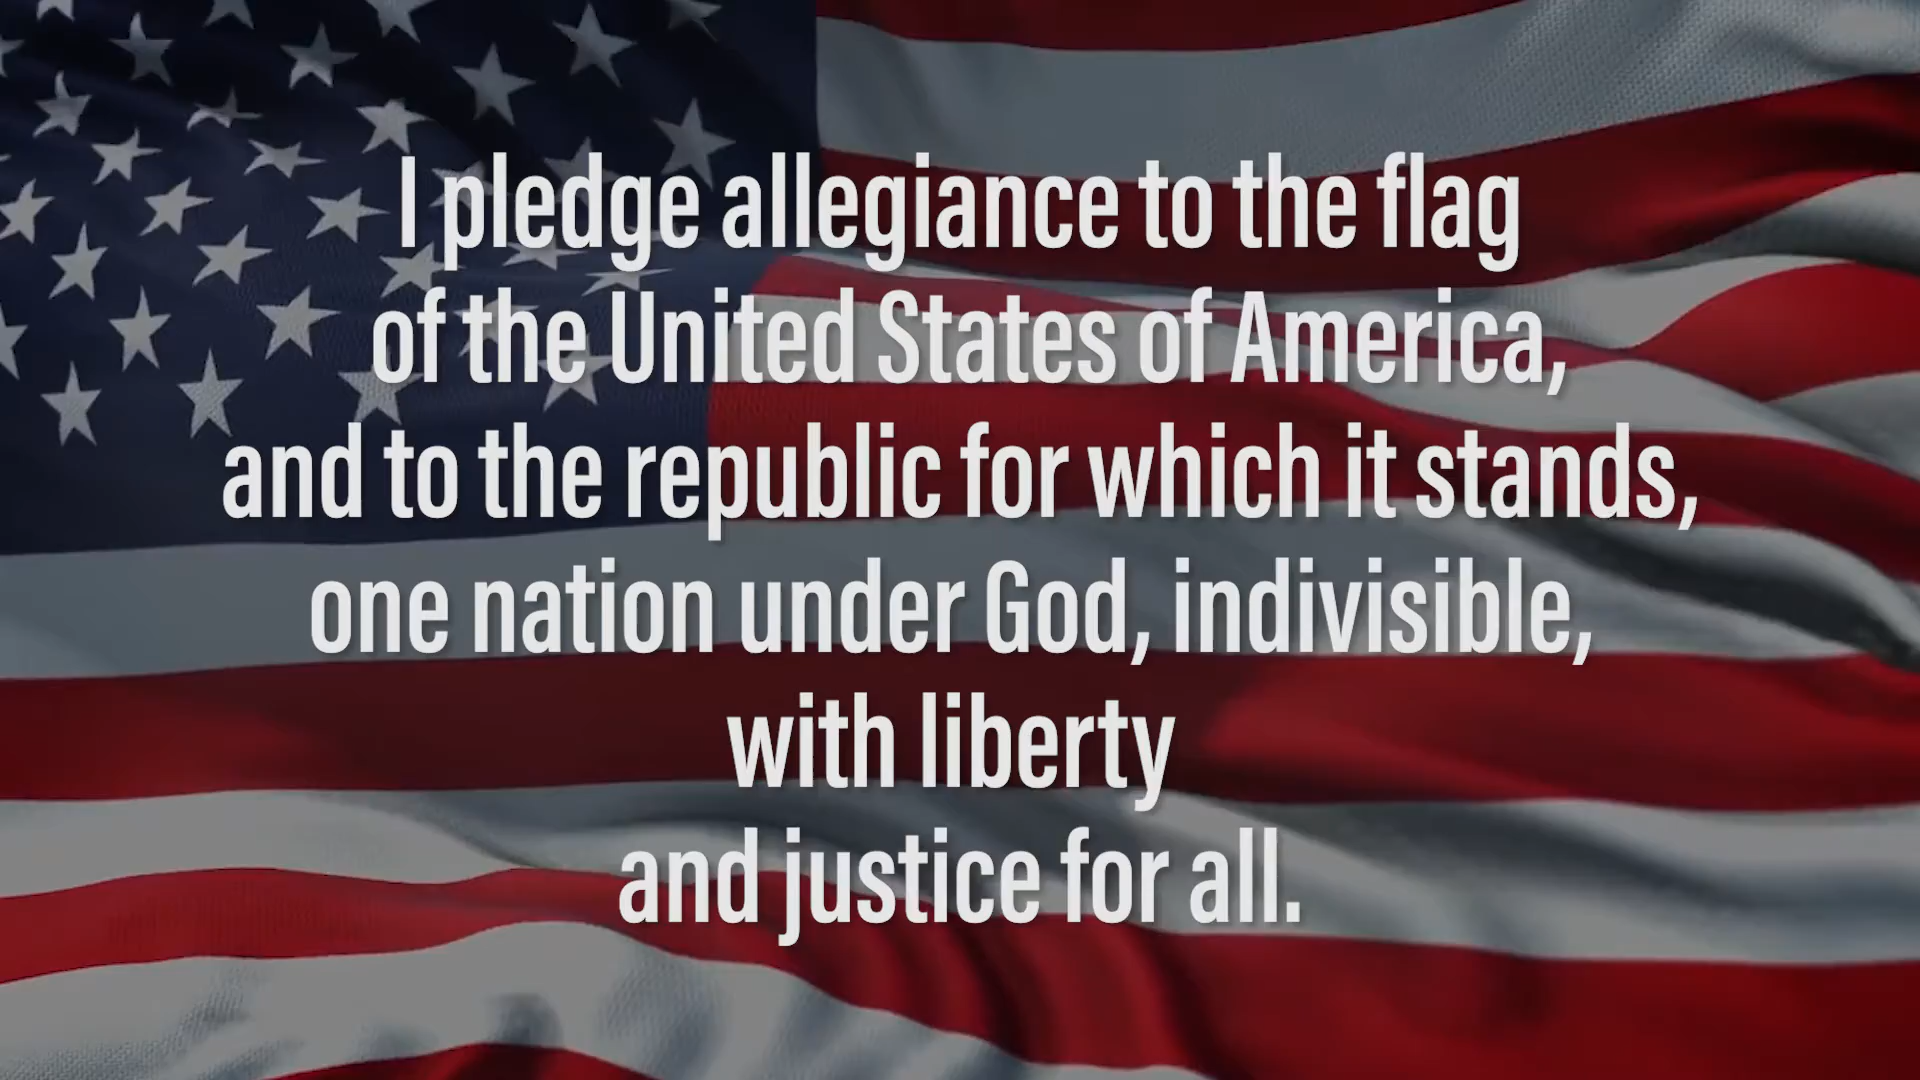 I pledge allegiance to the flag
of the United States of America,
and to the republic for which it stands,
one nation under God, indivisible,
with liberty
and justice for all.